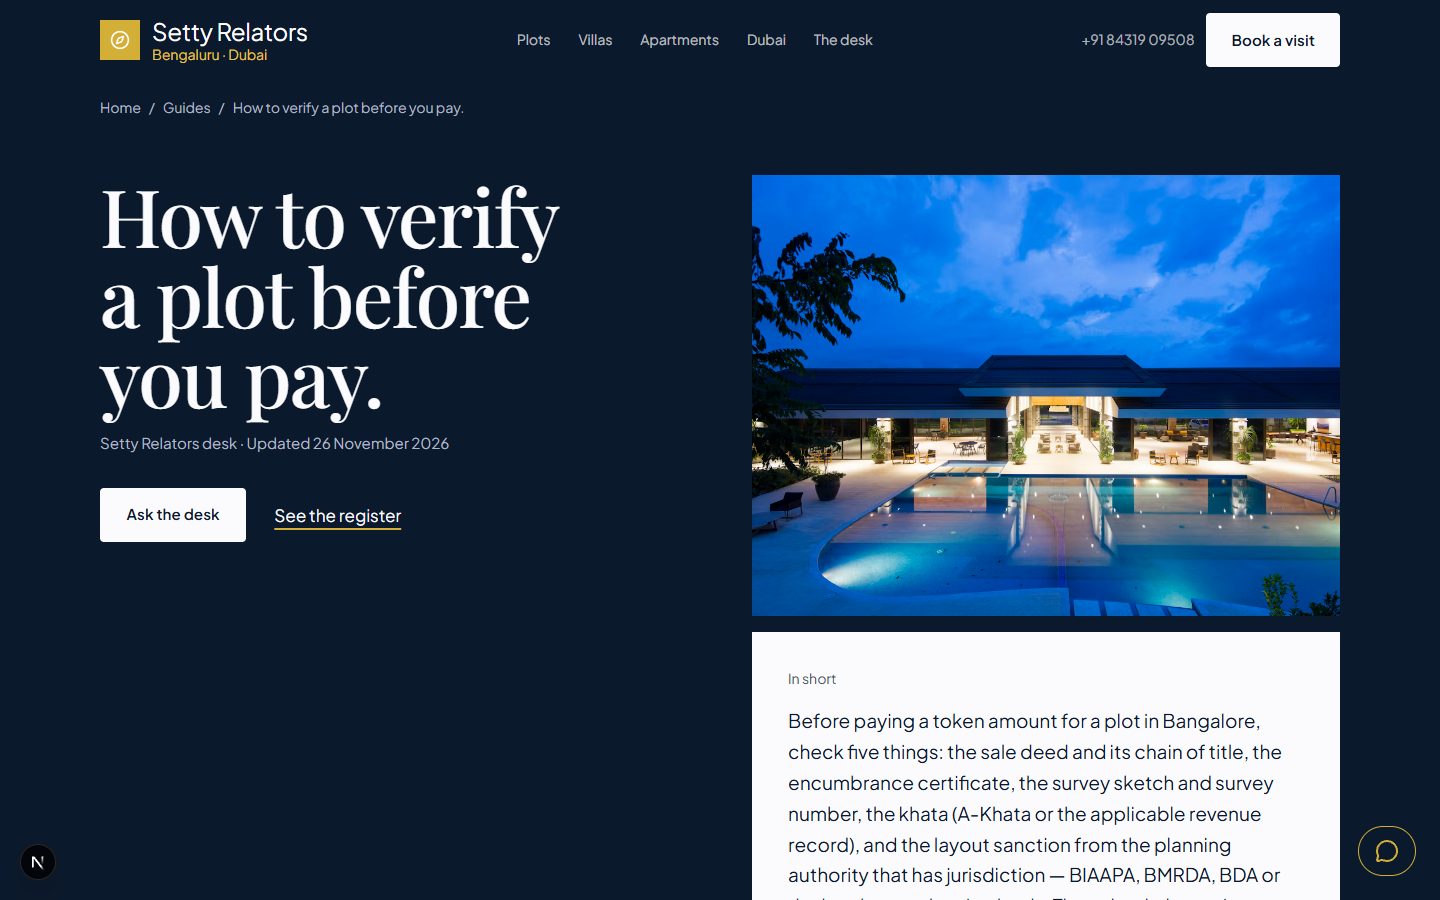 Setty Relators
Bengaluru · Dubai
Plots
Villas
Apartments
Dubai
The desk
+91 84319 09508
Book a visit
Home / Guides / How to verify a plot before you pay.
How to verify
a plot before
you pay.
Setty Relators desk · Updated 26 November 2026
Ask the desk
See the register
In short
Before paying a token amount for a plot in Bangalore,
check five things: the sale deed and its chain of title, the
encumbrance certificate, the survey sketch and survey
number, the khata (A-Khata or the applicable revenue
record), and the layout sanction from the planning
authority that has jurisdiction — BIAAPA, BMRDA, BDA or
N